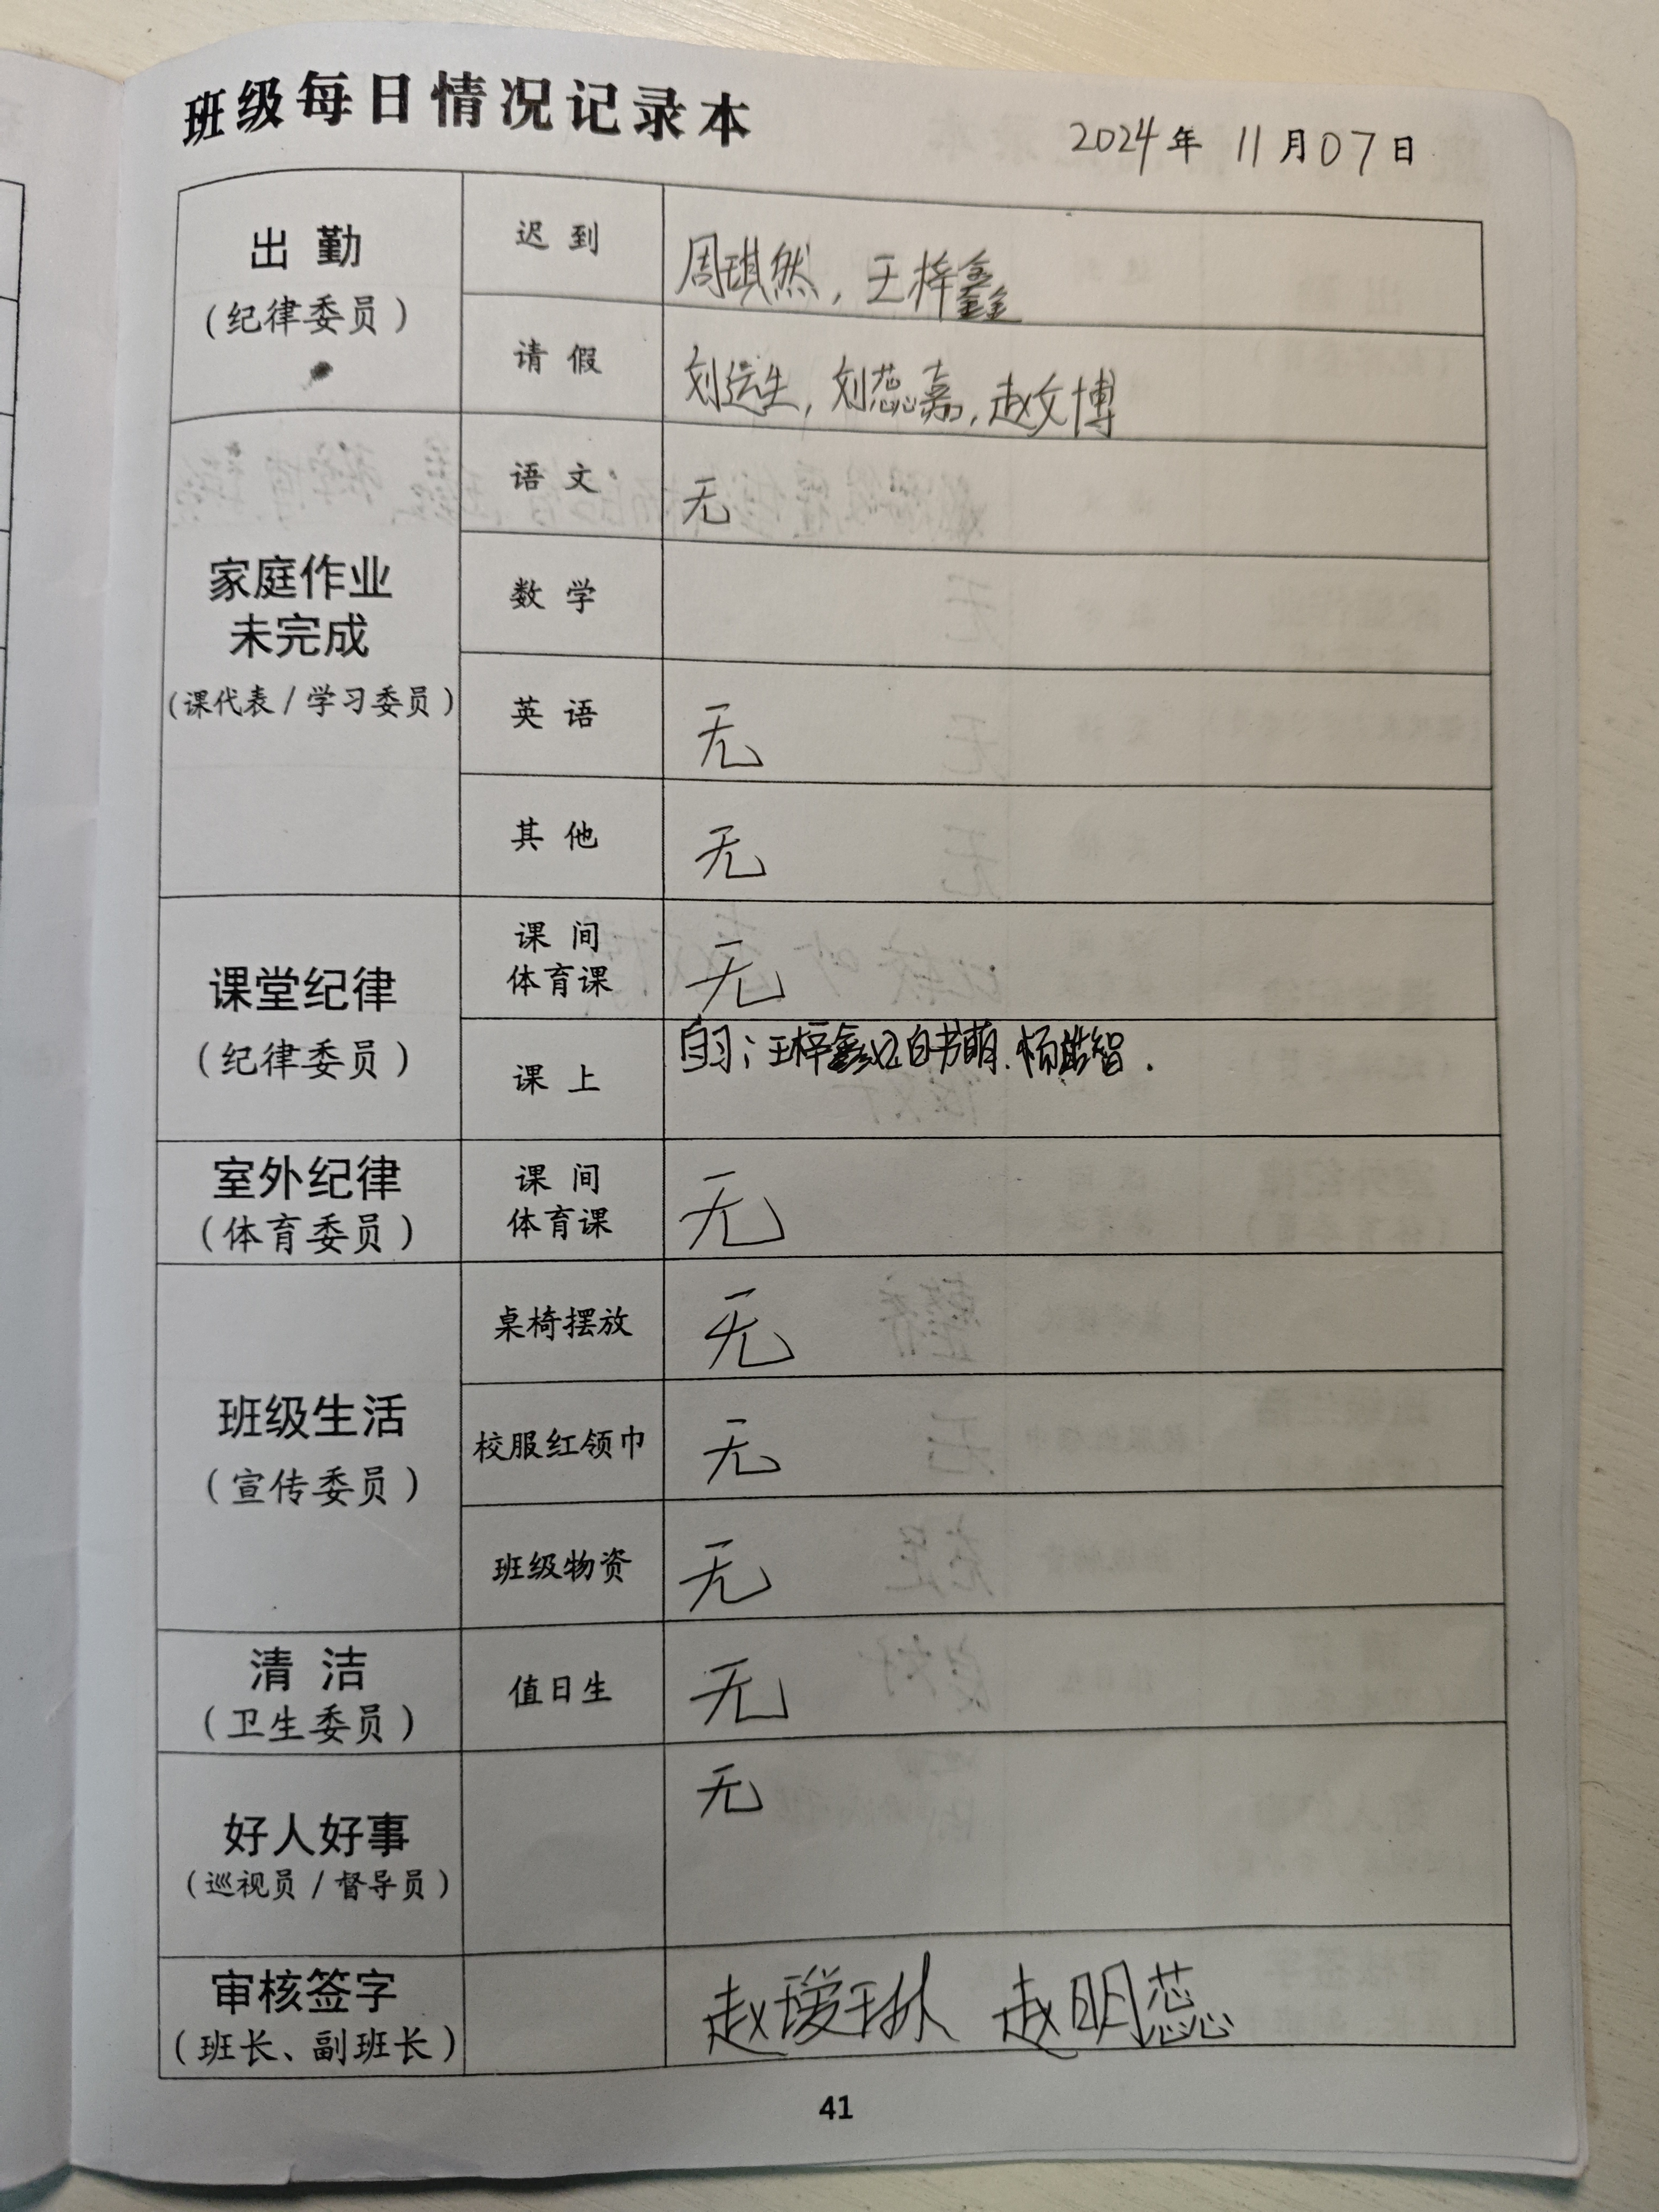 班级每日情况记录本
2024年 11月07日
出勤
（纪律委员）
迟到
周琪然，王梓鑫
请假
刘运生，刘蕊嘉，赵文博
家庭作业
未完成
（课代表/学习委员）
语文
无
数学
英语
无
其他
无
课堂纪律
（纪律委员）
课间
体育课
无
课上
自习：王梓鑫 白书萌.杨皓智.
室外纪律
（体育委员）
课间
体育课
无
班级生活
（宣传委员）
桌椅摆放
无
校服红领巾
无
班级物资
无
清洁
（卫生委员）
值日生
无
好人好事
（巡视员/督导员）
无
审核签字
（班长、副班长）
赵瑷琳 赵明蕊
41